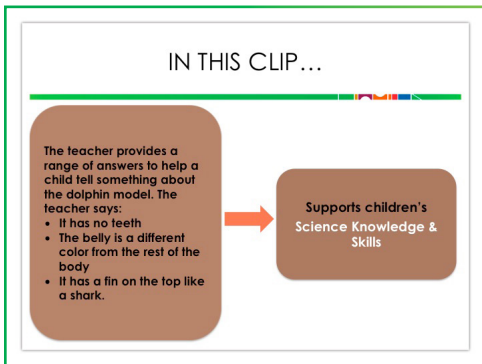 IN THIS CLIP…
The teacher provides a
range of answers to help a
child tell something about
the dolphin model. The
teacher says:
• It has no teeth
• The belly is a different
color from the rest of the
body
• It has a fin on the top like
a shark.
Supports children's
Science Knowledge &
Skills